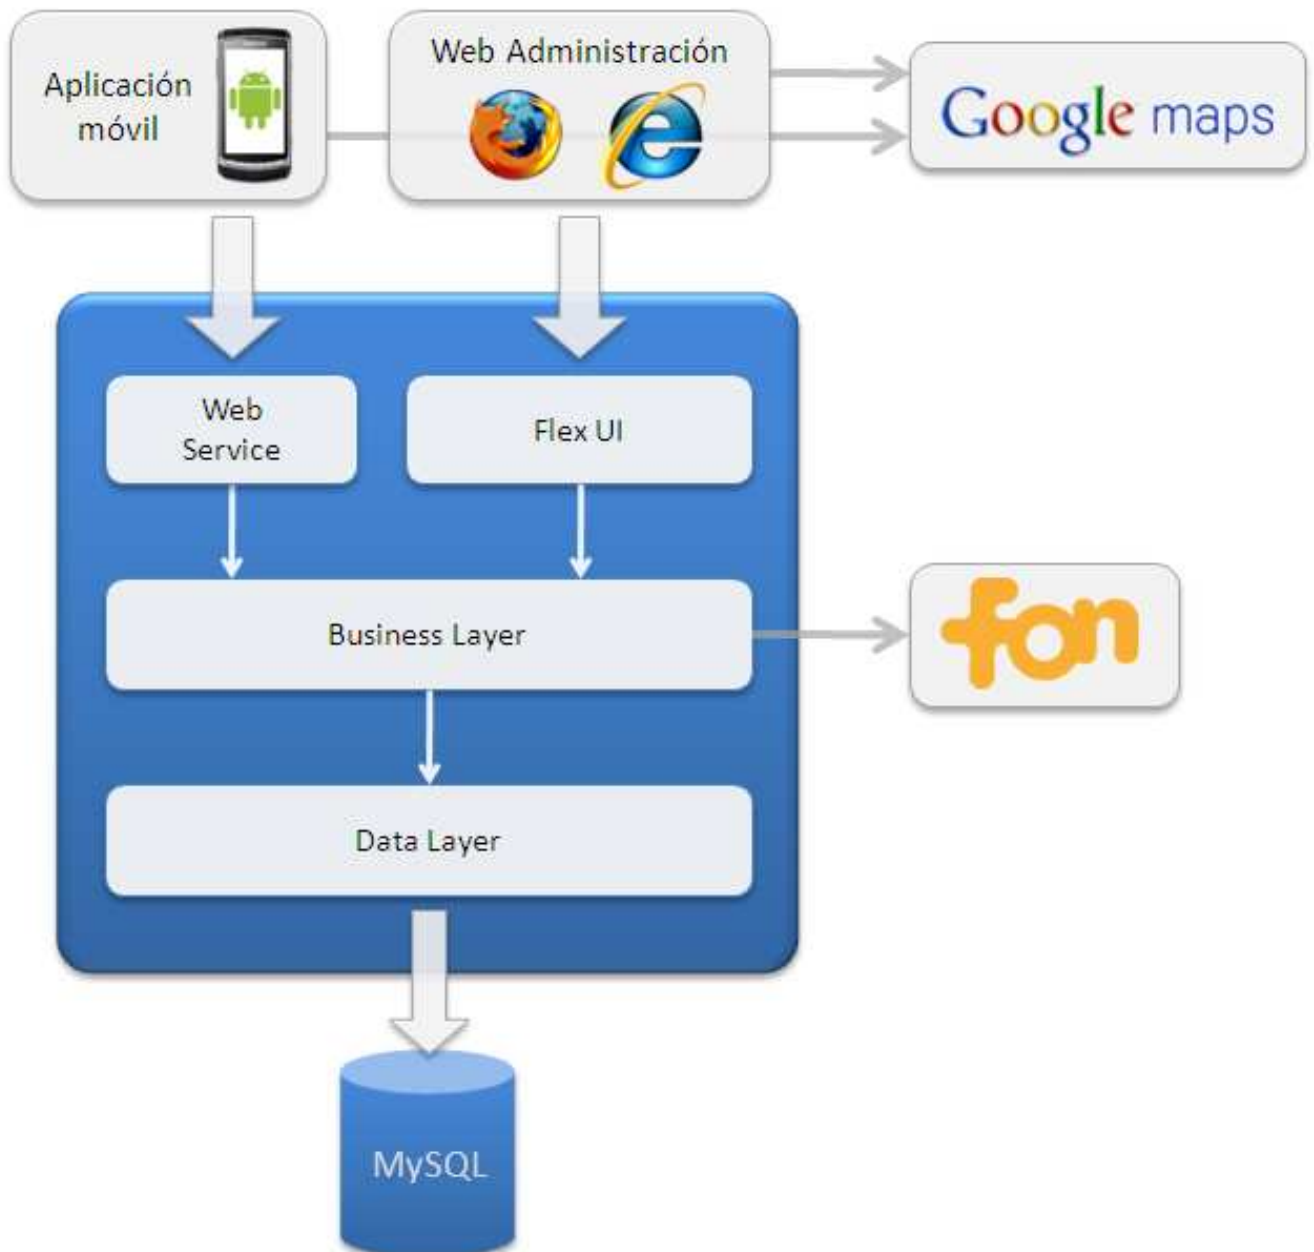 Aplicación
móvil
Web Administración
Google maps
Web
Service
Flex UI
Business Layer
fon
Data Layer
MySQL